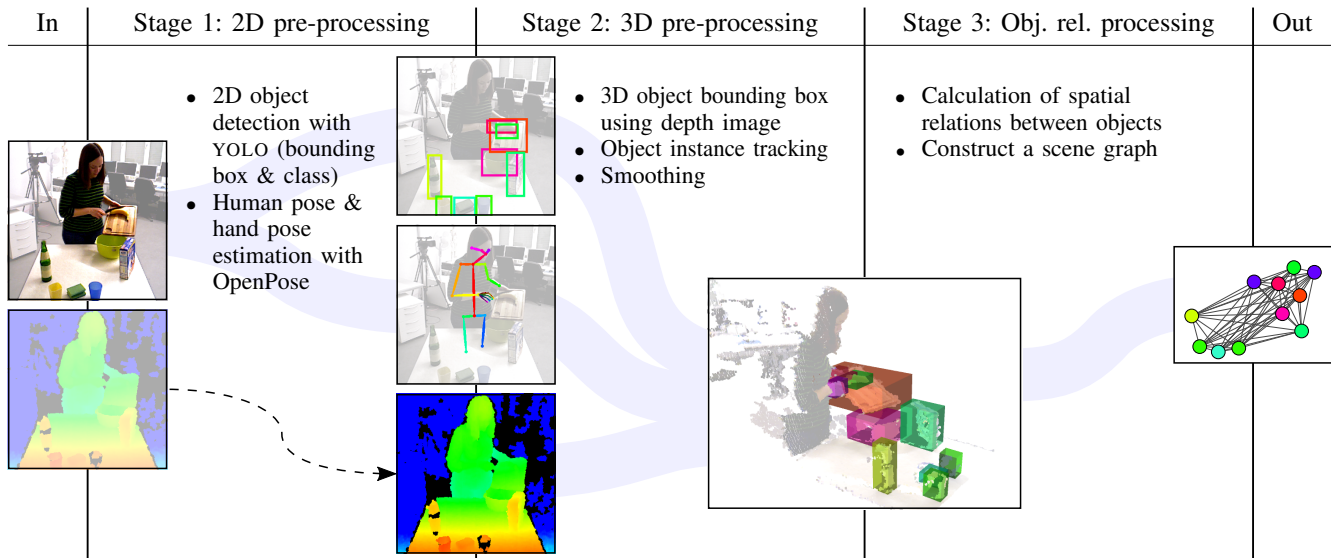 In
Stage 1: 2D pre-processing
Stage 2: 3D pre-processing
Stage 3: Obj. rel. processing
Out
• 2D object
detection with
YOLO (bounding
box & class)
• Human pose &
hand pose
estimation with
OpenPose
• 3D object bounding box
using depth image
• Object instance tracking
• Smoothing
• Calculation of spatial
relations between objects
• Construct a scene graph